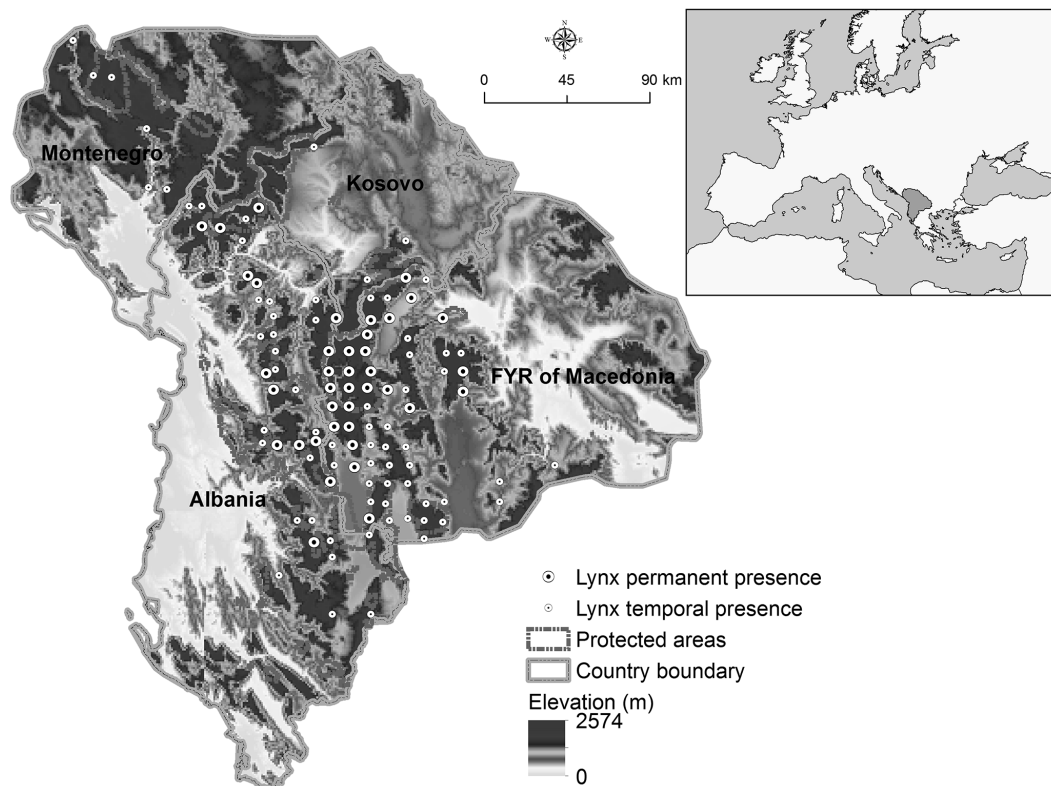 N
W E
S
0 45 90 km
Montenegro
Kosovo
FYR of Macedonia
Albania
Lynx permanent presence
Lynx temporal presence
Protected areas
Country boundary
Elevation (m)
2574
0